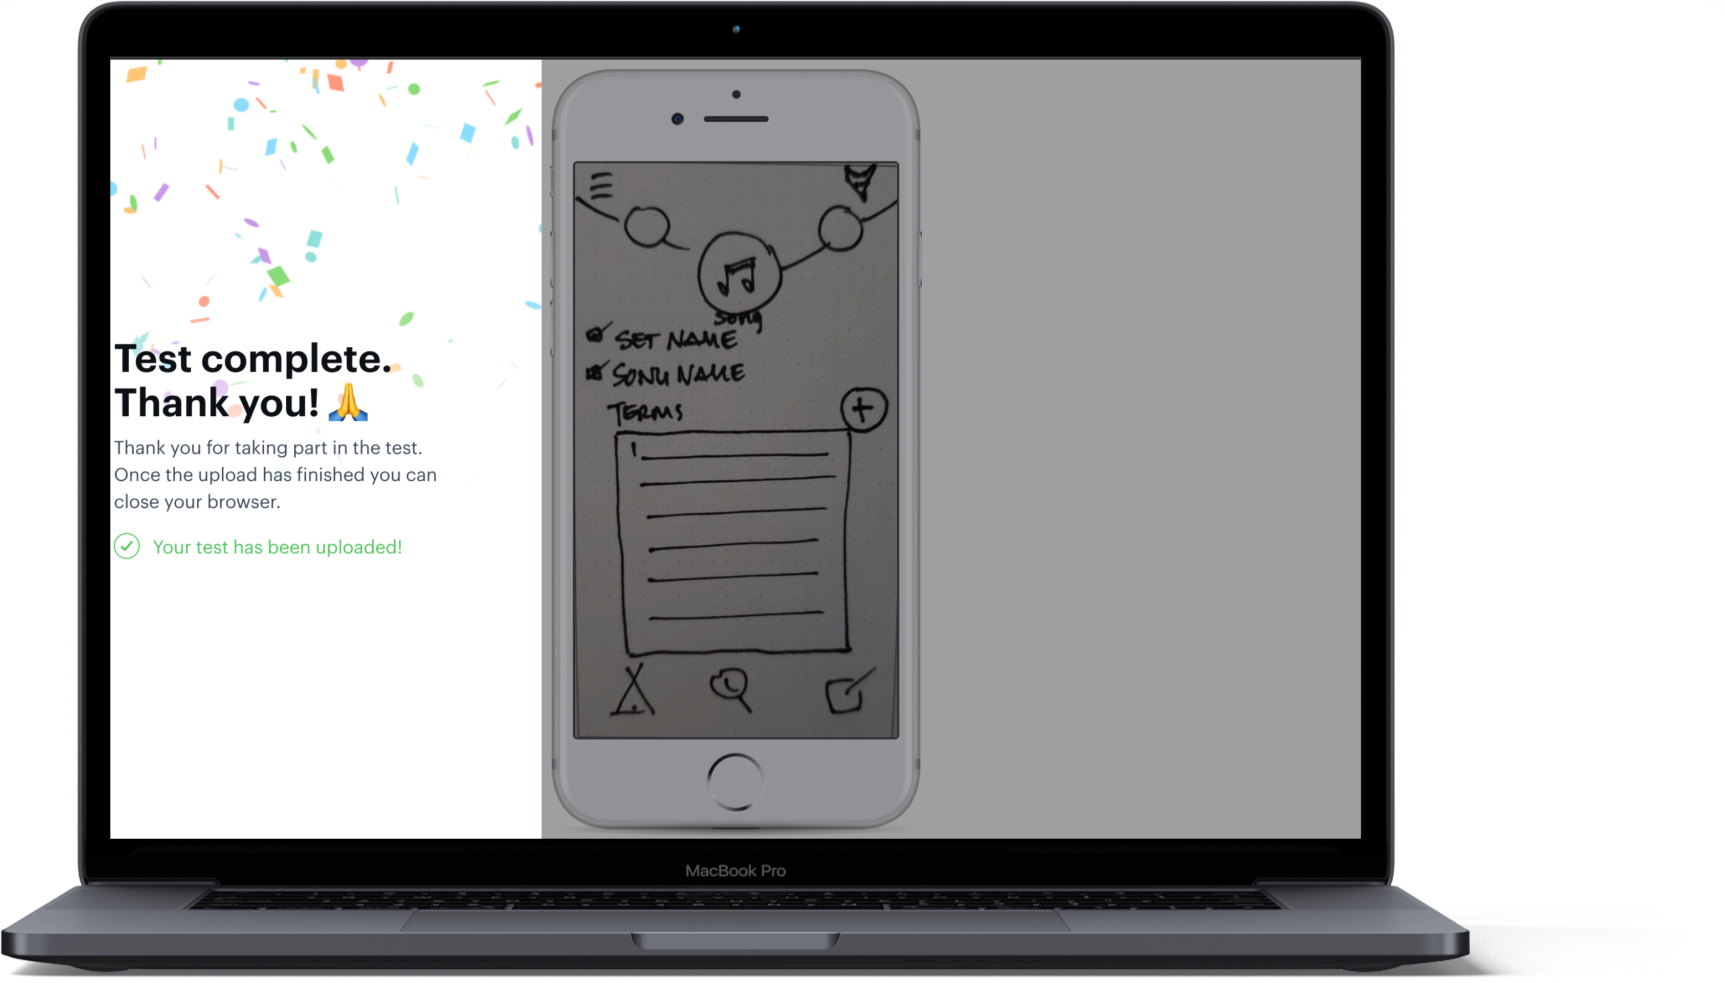 Test complete.
Thank you! 🙏
Thank you for taking part in the test.
Once the upload has finished you can
close your browser.
Your test has been uploaded!
song
SET NAME
SONG NAME
TERMS
+
1
MacBook Pro